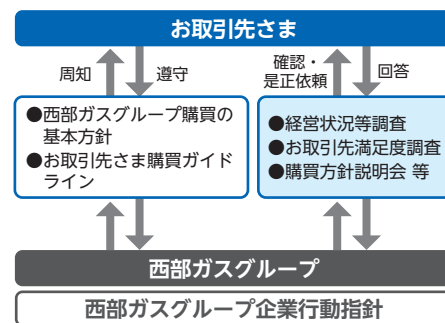 お取引先さま
周知
遵守
確認・
是正依頼
回答
●西部ガスグループ購買の
基本方針
●お取引先さま購買ガイド
ライン
●経営状況等調査
●お取引先満足度調査
●購買方針説明会 等
西部ガスグループ
西部ガスグループ企業行動指針